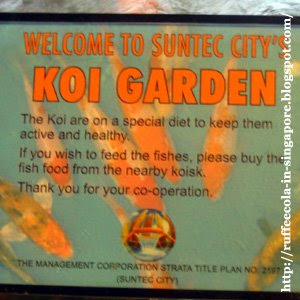 WELCOME TO SUNTEC CITY'S
KOI GARDEN
The Koi are on a special diet to keep them
active and healthy.
If you wish to feed the fishes, please buy the
fish food from the nearby koisk.
Thank you for your co-operation.
THE MANAGEMENT CORPORATION STRATA TITLE PLAN NO. 2197
(SUNTEC CITY)
http://ruffeecola-in-singapore.blogspot.com